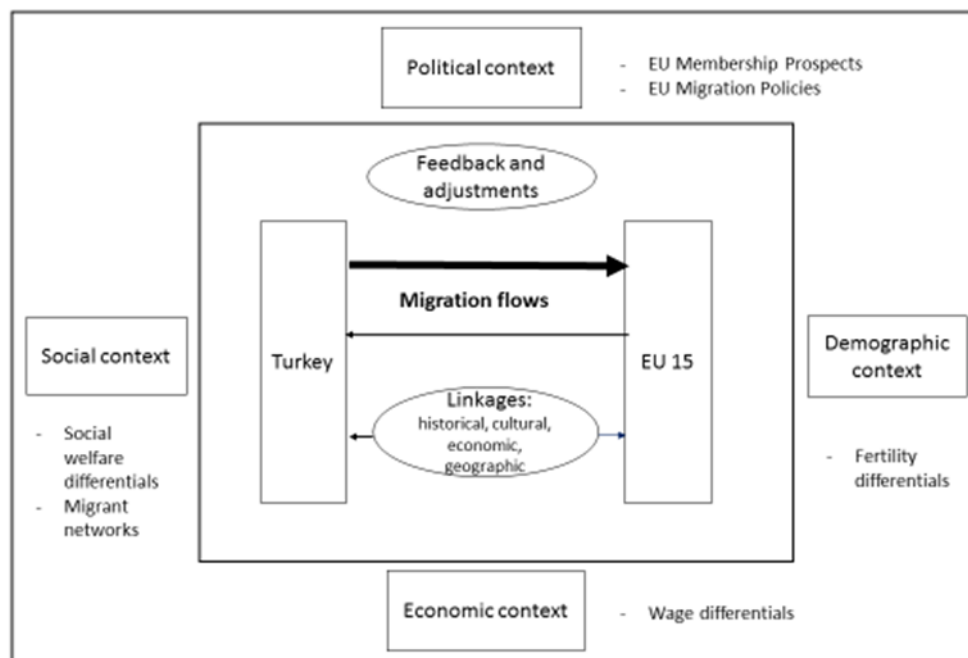 Political context
- EU Membership Prospects
- EU Migration Policies
Feedback and
adjustments
Migration flows
Social context
Turkey
EU 15
Demographic
context
Linkages:
historical, cultural,
economic,
geographic
- Social
welfare
differentials
- Migrant
networks
- Fertility
differentials
Economic context
- Wage differentials